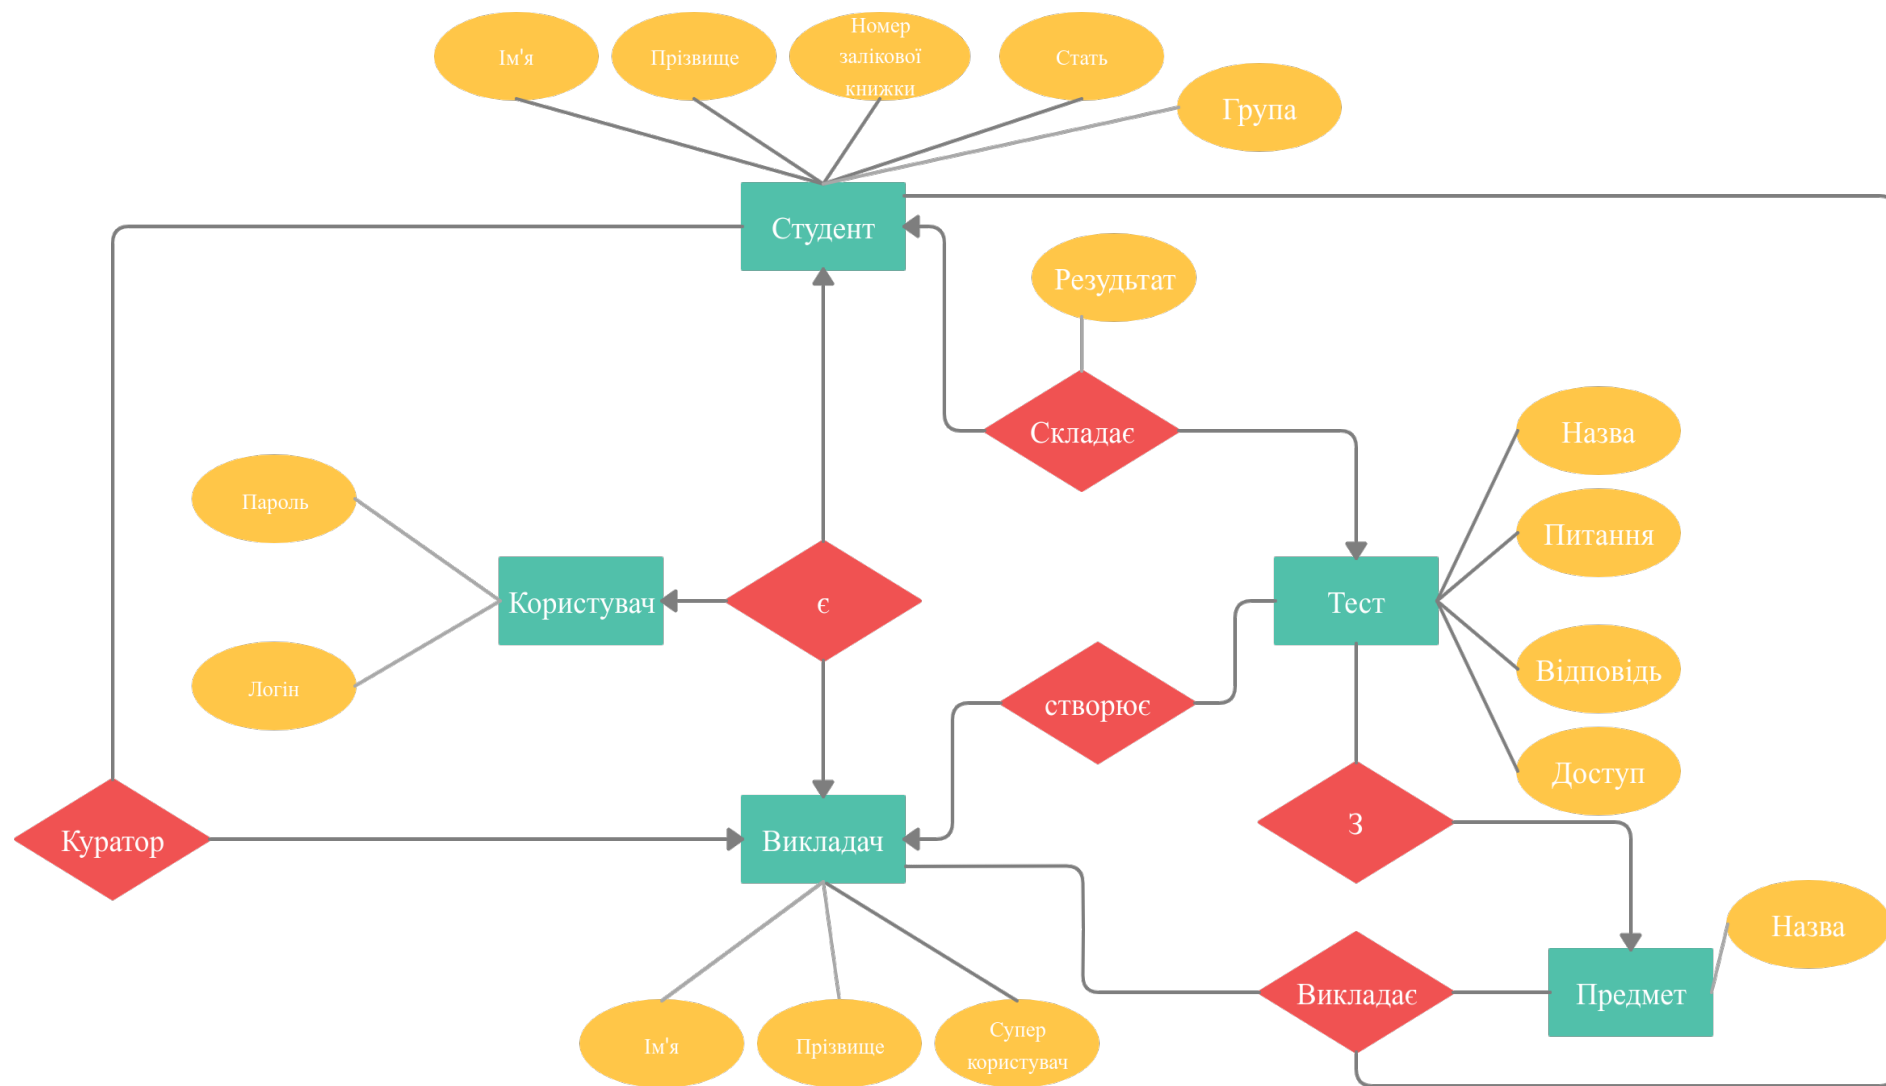 Ім'я
Прізвище
Номер
залікової
книжки
Стать
Група
Студент
Резудьтат
Складає
Назва
Питання
Пароль
Користувач
є
Тест
Відповідь
Логін
створює
Доступ
Куратор
Викладач
З
Назва
Викладає
Предмет
Ім'я
Прізвище
Супер
користувач